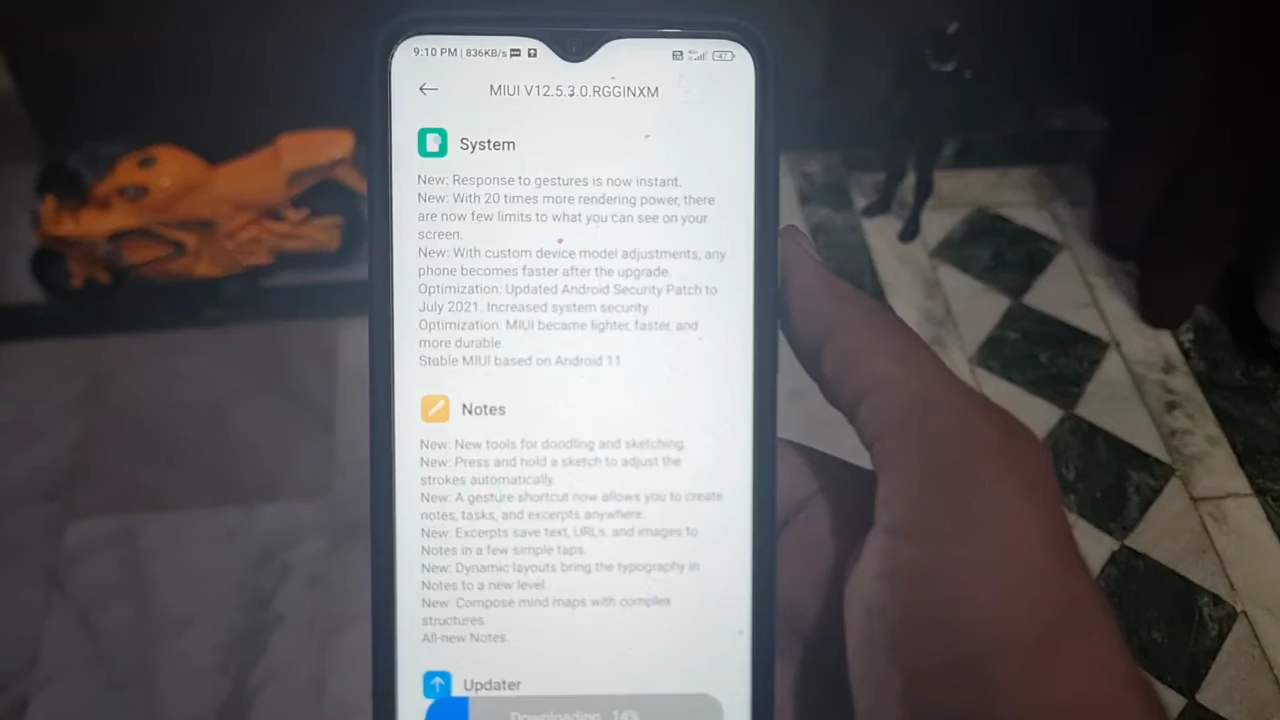 9:10 PM | 836KB/s
47
MIUI V12.5.3.0.RGGINXM
System
New: Response to gestures is now instant.
New: With 20 times more rendering power, there
are now few limits to what you can see on your
screen.
New: With custom device model adjustments, any
phone becomes faster after the upgrade.
Optimization: Updated Android Security Patch to
July 2021. Increased system security.
Optimization: MIUI became lighter, faster, and
more durable.
Stable MIUI based on Android 11
Notes
New: New tools for doodling and sketching.
New: Press and hold a sketch to adjust the
strokes automatically.
New: A gesture shortcut now allows you to create
notes, tasks, and excerpts anywhere.
New: Excerpts save text, URLs, and images to
Notes in a few simple taps.
New: Dynamic layouts bring the typography in
Notes to a new level.
New: Compose mind maps with complex
structures.
All-new Notes.
Updater
Downloading 14%